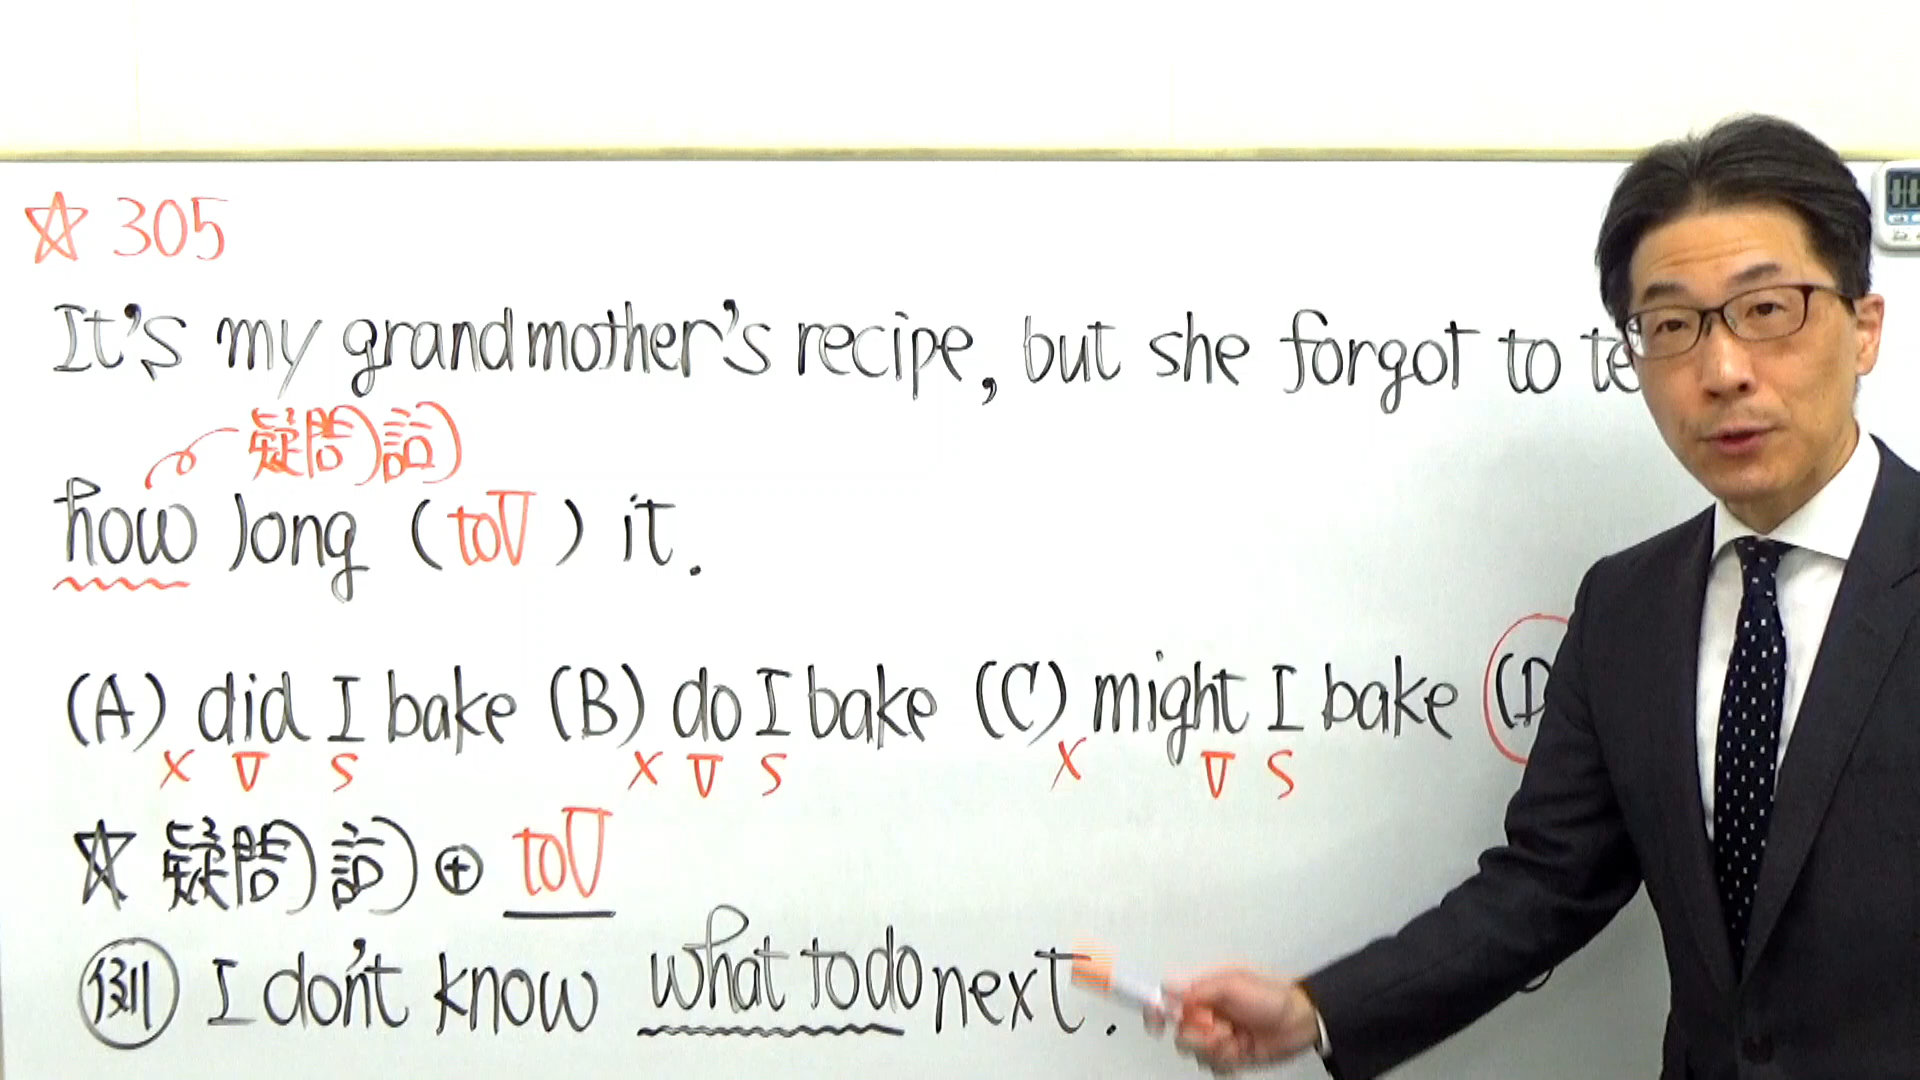 ☆ 305
It's my grandmother's recipe, but she forgot to te
疑問詞
how long (toV) it.
(A) did I bake (B) do I bake (C) might I bake (D
× V S × V S × V S
☆ 疑問詞 ⊕ toV
例 I don't know what to do next.